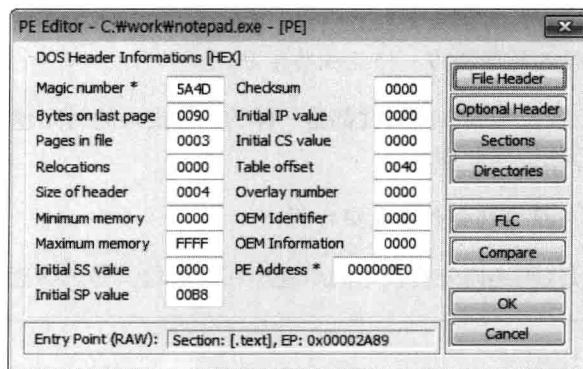 PE Editor - C:₩work₩notepad.exe - [PE]
DOS Header Informations [HEX]
Magic number * 5A4D Checksum 0000
Bytes on last page 0090 Initial IP value 0000
Pages in file 0003 Initial CS value 0000
Relocations 0000 Table offset 0040
Size of header 0004 Overlay number 0000
Minimum memory 0000 OEM Identifier 0000
Maximum memory FFFF OEM Information 0000
Initial SS value 0000 PE Address * 000000E0
Initial SP value 00B8
Entry Point (RAW): Section: [.text], EP: 0x00002A89
File Header
Optional Header
Sections
Directories
FLC
Compare
OK
Cancel